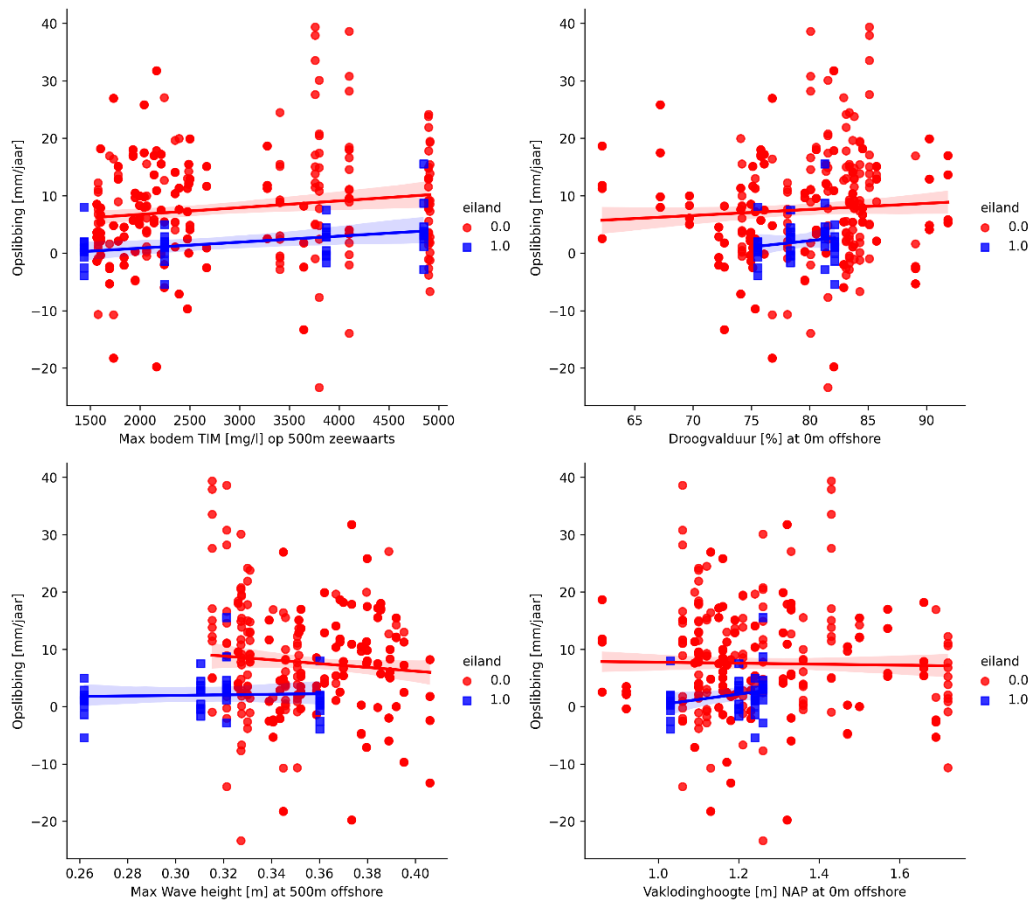 40
30
20
10
0
−10
−20
Opslibbing [mm/jaar]
1500 2000 2500 3000 3500 4000 4500 5000
Max bodem TIM [mg/l] op 500m zeewaarts
eiland
0.0
1.0
40
30
20
10
0
−10
−20
Opslibbing [mm/jaar]
65 70 75 80 85 90
Droogvalduur [%] at 0m offshore
eiland
0.0
1.0
40
30
20
10
0
−10
−20
Opslibbing [mm/jaar]
0.26 0.28 0.30 0.32 0.34 0.36 0.38 0.40
Max Wave height [m] at 500m offshore
eiland
0.0
1.0
40
30
20
10
0
−10
−20
Opslibbing [mm/jaar]
1.0 1.2 1.4 1.6
Vaklodinghoogte [m] NAP at 0m offshore
eiland
0.0
1.0